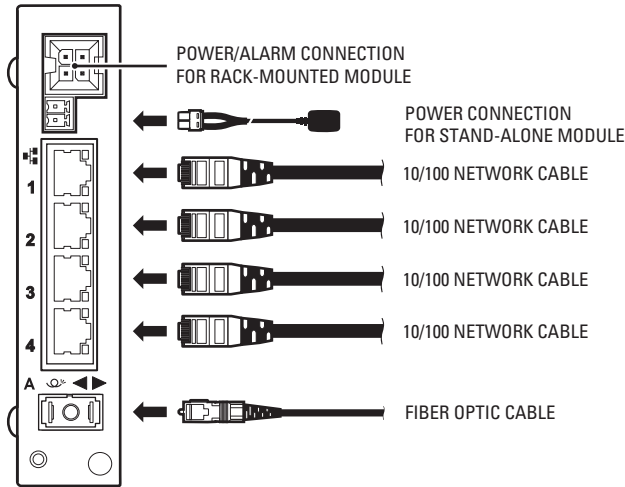 POWER/ALARM CONNECTION
FOR RACK-MOUNTED MODULE
POWER CONNECTION
FOR STAND-ALONE MODULE
1
10/100 NETWORK CABLE
2
10/100 NETWORK CABLE
3
10/100 NETWORK CABLE
4
10/100 NETWORK CABLE
A
FIBER OPTIC CABLE